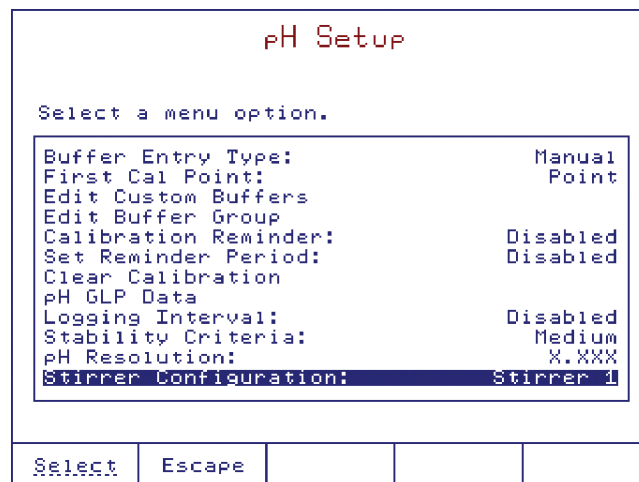 pH Setup
Select a menu option.
Buffer Entry Type: Manual
First Cal Point: Point
Edit Custom Buffers
Edit Buffer Group
Calibration Reminder: Disabled
Set Reminder Period: Disabled
Clear Calibration
pH GLP Data
Logging Interval: Disabled
Stability Criteria: Medium
pH Resolution: X.XXX
Stirrer Configuration: Stirrer 1
Select Escape